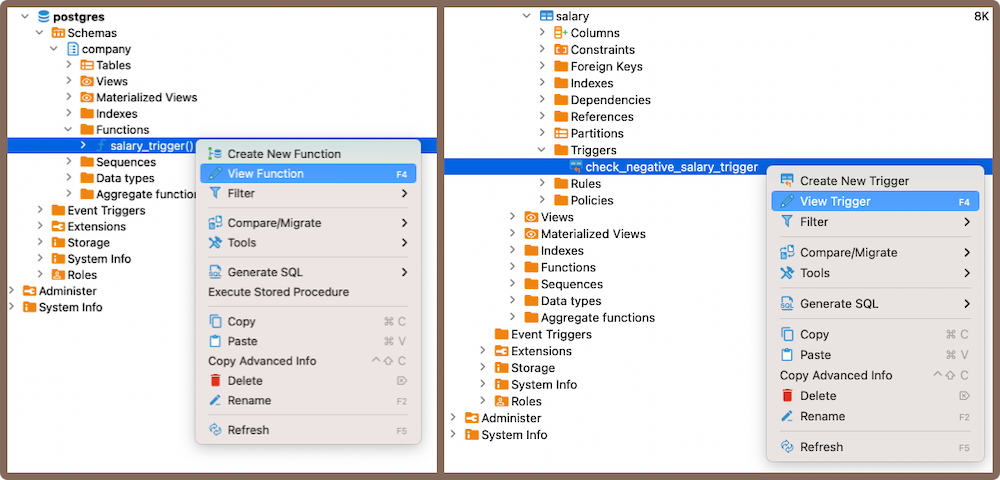 postgres
Schemas
company
Tables
Views
Materialized Views
Indexes
Functions
salary_trigger()
Sequences
Data types
Aggregate function
Event Triggers
Extensions
Storage
System Info
Roles
Administer
System Info
Create New Function
View Function F4
Filter
Compare/Migrate
Tools
Generate SQL
Execute Stored Procedure
Copy ⌘ C
Paste ⌘ V
Copy Advanced Info ^⇧ C
Delete ⌦
Rename F2
Refresh F5
salary 8K
Columns
Constraints
Foreign Keys
Indexes
Dependencies
References
Partitions
Triggers
check_negative_salary_trigger
Rules
Policies
Views
Materialized Views
Indexes
Functions
Sequences
Data types
Aggregate functions
Event Triggers
Extensions
Storage
System Info
Roles
Administer
System Info
Create New Trigger
View Trigger F4
Filter
Compare/Migrate
Tools
Generate SQL
Copy ⌘ C
Paste ⌘ V
Copy Advanced Info ^⇧ C
Delete ⌦
Rename F2
Refresh F5